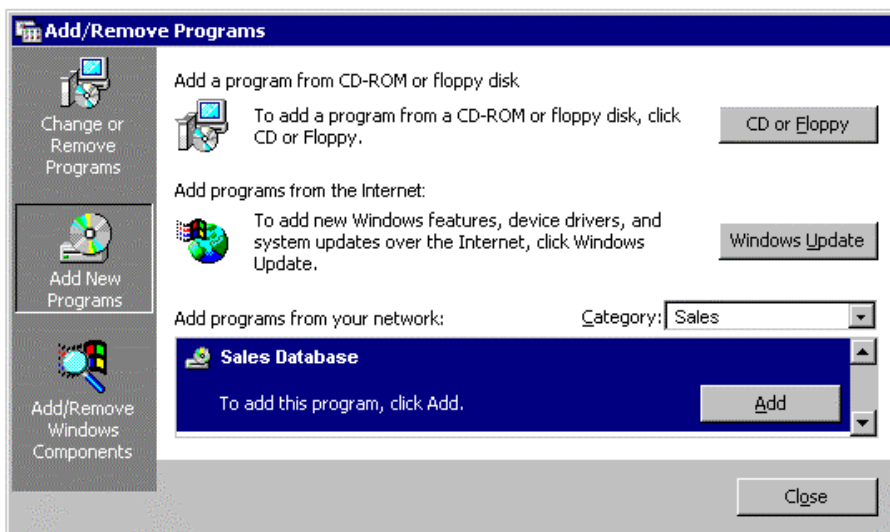 Add/Remove Programs
Change or
Remove
Programs
Add New
Programs
Add/Remove
Windows
Components
Add a program from CD-ROM or floppy disk
To add a program from a CD-ROM or floppy disk, click
CD or Floppy.
CD or Floppy
Add programs from the Internet:
To add new Windows features, device drivers, and
system updates over the Internet, click Windows
Update.
Windows Update
Add programs from your network:
Category: Sales
Sales Database
To add this program, click Add.
Add
Close